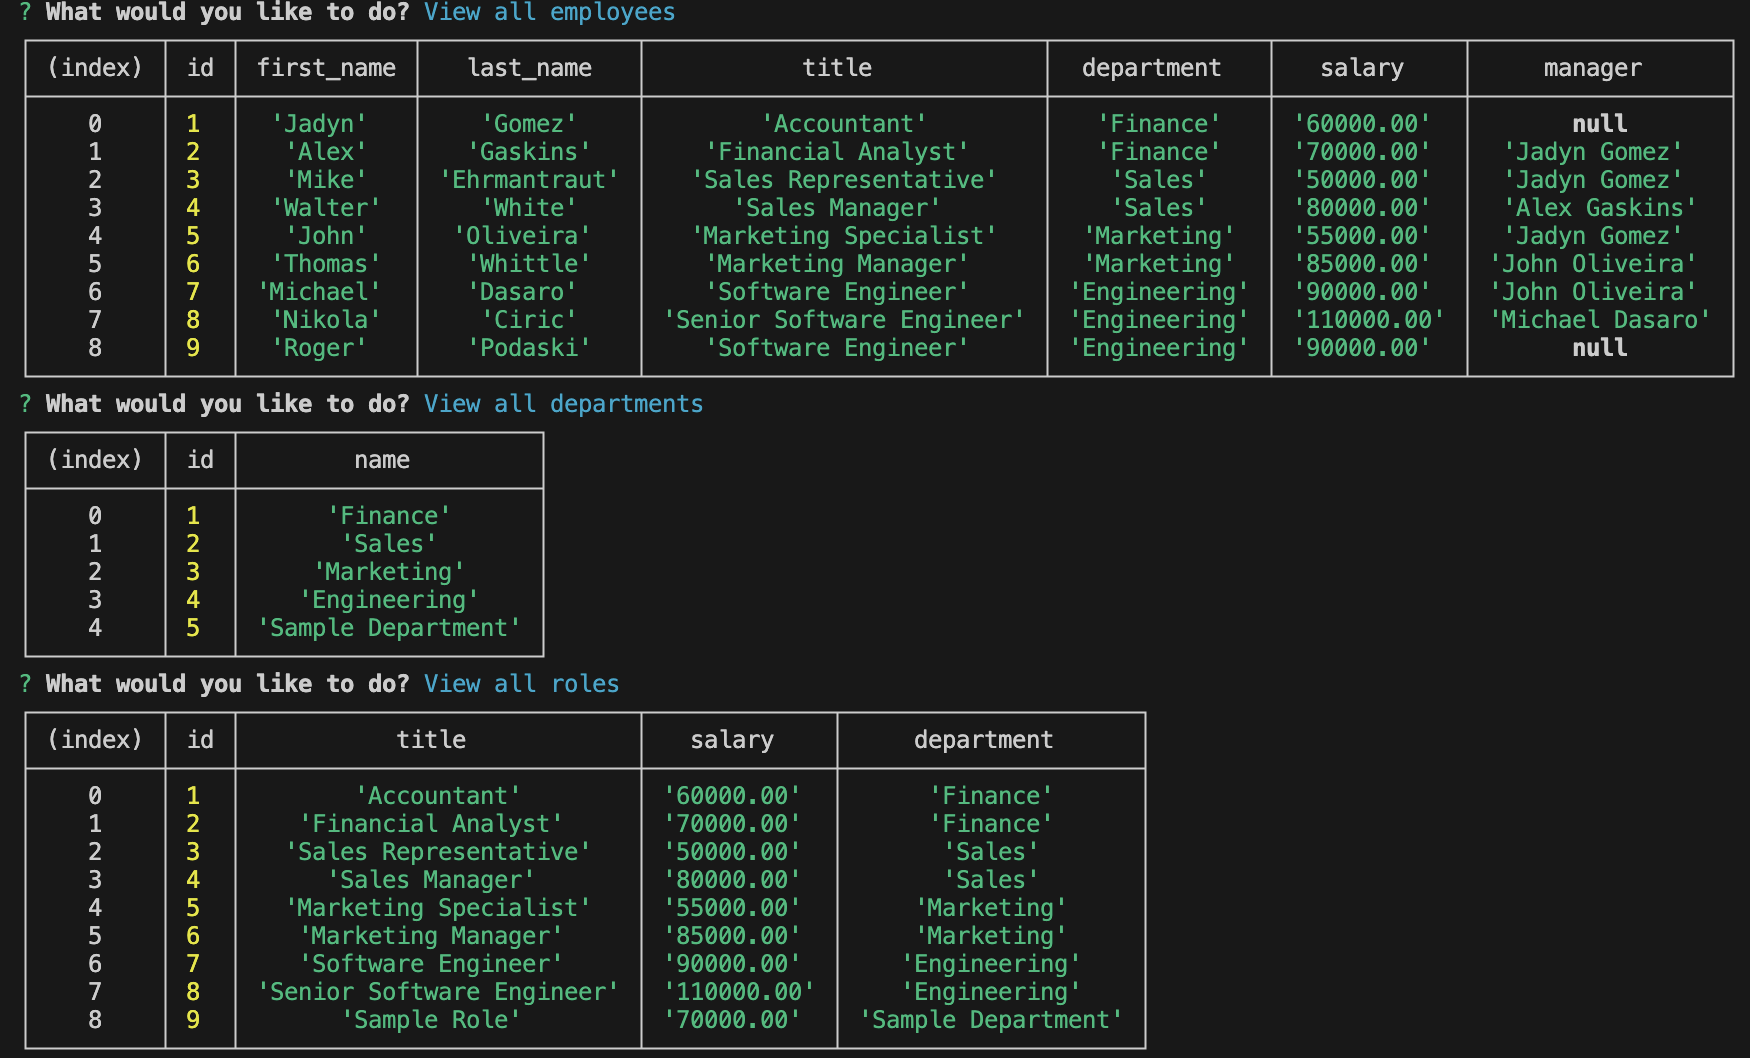 ? What would you like to do? View all employees
(index) id first_name last_name title department salary manager
0 1 'Jadyn' 'Gomez' 'Accountant' 'Finance' '60000.00' null
1 2 'Alex' 'Gaskins' 'Financial Analyst' 'Finance' '70000.00' 'Jadyn Gomez'
2 3 'Mike' 'Ehrmantraut' 'Sales Representative' 'Sales' '50000.00' 'Jadyn Gomez'
3 4 'Walter' 'White' 'Sales Manager' 'Sales' '80000.00' 'Alex Gaskins'
4 5 'John' 'Oliveira' 'Marketing Specialist' 'Marketing' '55000.00' 'Jadyn Gomez'
5 6 'Thomas' 'Whittle' 'Marketing Manager' 'Marketing' '85000.00' 'John Oliveira'
6 7 'Michael' 'Dasaro' 'Software Engineer' 'Engineering' '90000.00' 'John Oliveira'
7 8 'Nikola' 'Ciric' 'Senior Software Engineer' 'Engineering' '110000.00' 'Michael Dasaro'
8 9 'Roger' 'Podaski' 'Software Engineer' 'Engineering' '90000.00' null
? What would you like to do? View all departments
(index) id name
0 1 'Finance'
1 2 'Sales'
2 3 'Marketing'
3 4 'Engineering'
4 5 'Sample Department'
? What would you like to do? View all roles
(index) id title salary department
0 1 'Accountant' '60000.00' 'Finance'
1 2 'Financial Analyst' '70000.00' 'Finance'
2 3 'Sales Representative' '50000.00' 'Sales'
3 4 'Sales Manager' '80000.00' 'Sales'
4 5 'Marketing Specialist' '55000.00' 'Marketing'
5 6 'Marketing Manager' '85000.00' 'Marketing'
6 7 'Software Engineer' '90000.00' 'Engineering'
7 8 'Senior Software Engineer' '110000.00' 'Engineering'
8 9 'Sample Role' '70000.00' 'Sample Department'